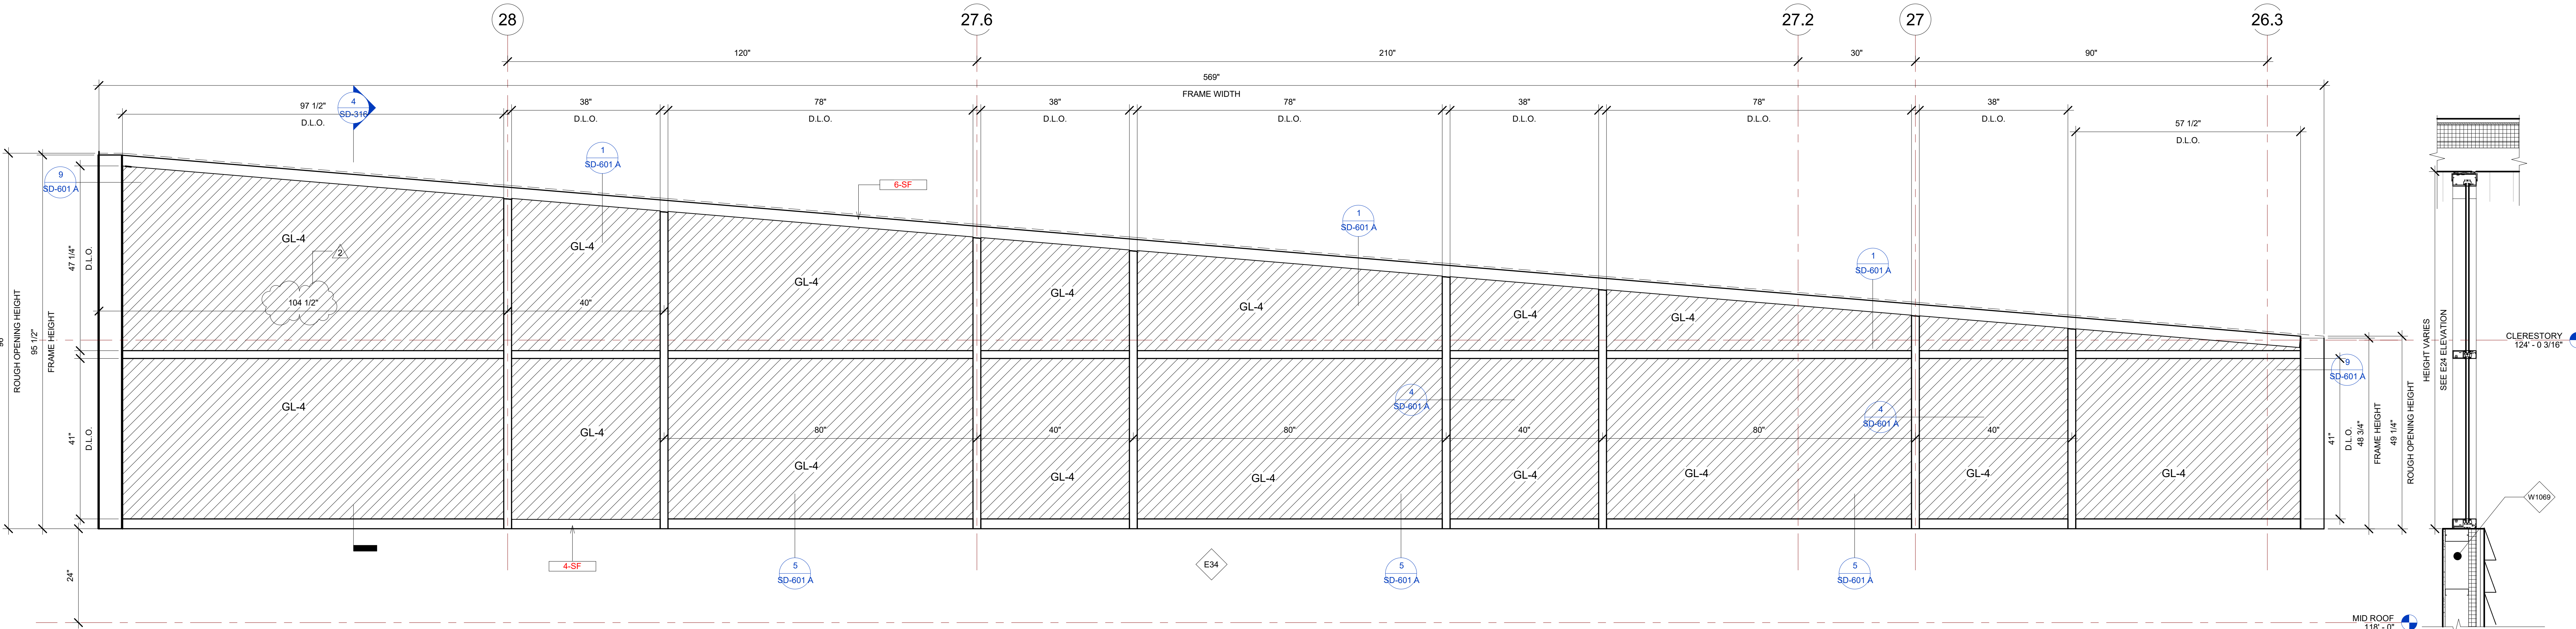 28
27.6
27.2
27
26.3
120"
210"
30"
90"
569"
FRAME WIDTH
97 1/2"
D.L.O.
4
SD-316
38"
D.L.O.
78"
D.L.O.
38"
D.L.O.
78"
D.L.O.
38"
D.L.O.
78"
D.L.O.
38"
D.L.O.
57 1/2"
D.L.O.
9
SD-601 A
1
SD-601 A
6-SF
1
SD-601 A
1
SD-601 A
GL-4
2
104 1/2"
40"
GL-4
GL-4
GL-4
GL-4
GL-4
GL-4
47 1/4"
D.L.O.
ROUGH OPENING HEIGHT
95 1/2"
FRAME HEIGHT
41"
D.L.O.
GL-4
GL-4
80"
GL-4
40"
GL-4
80"
GL-4
4
SD-601 A
40"
GL-4
80"
GL-4
4
SD-601 A
40"
GL-4
GL-4
9
SD-601 A
41"
D.L.O.
48 3/4"
FRAME HEIGHT
49 1/4"
ROUGH OPENING HEIGHT
HEIGHT VARIES
SEE E24 ELEVATION
CLERESTORY
124' - 0 3/16"
W1069
24"
4-SF
5
SD-601 A
E34
5
SD-601 A
5
SD-601 A
MID ROOF
118' - 0"